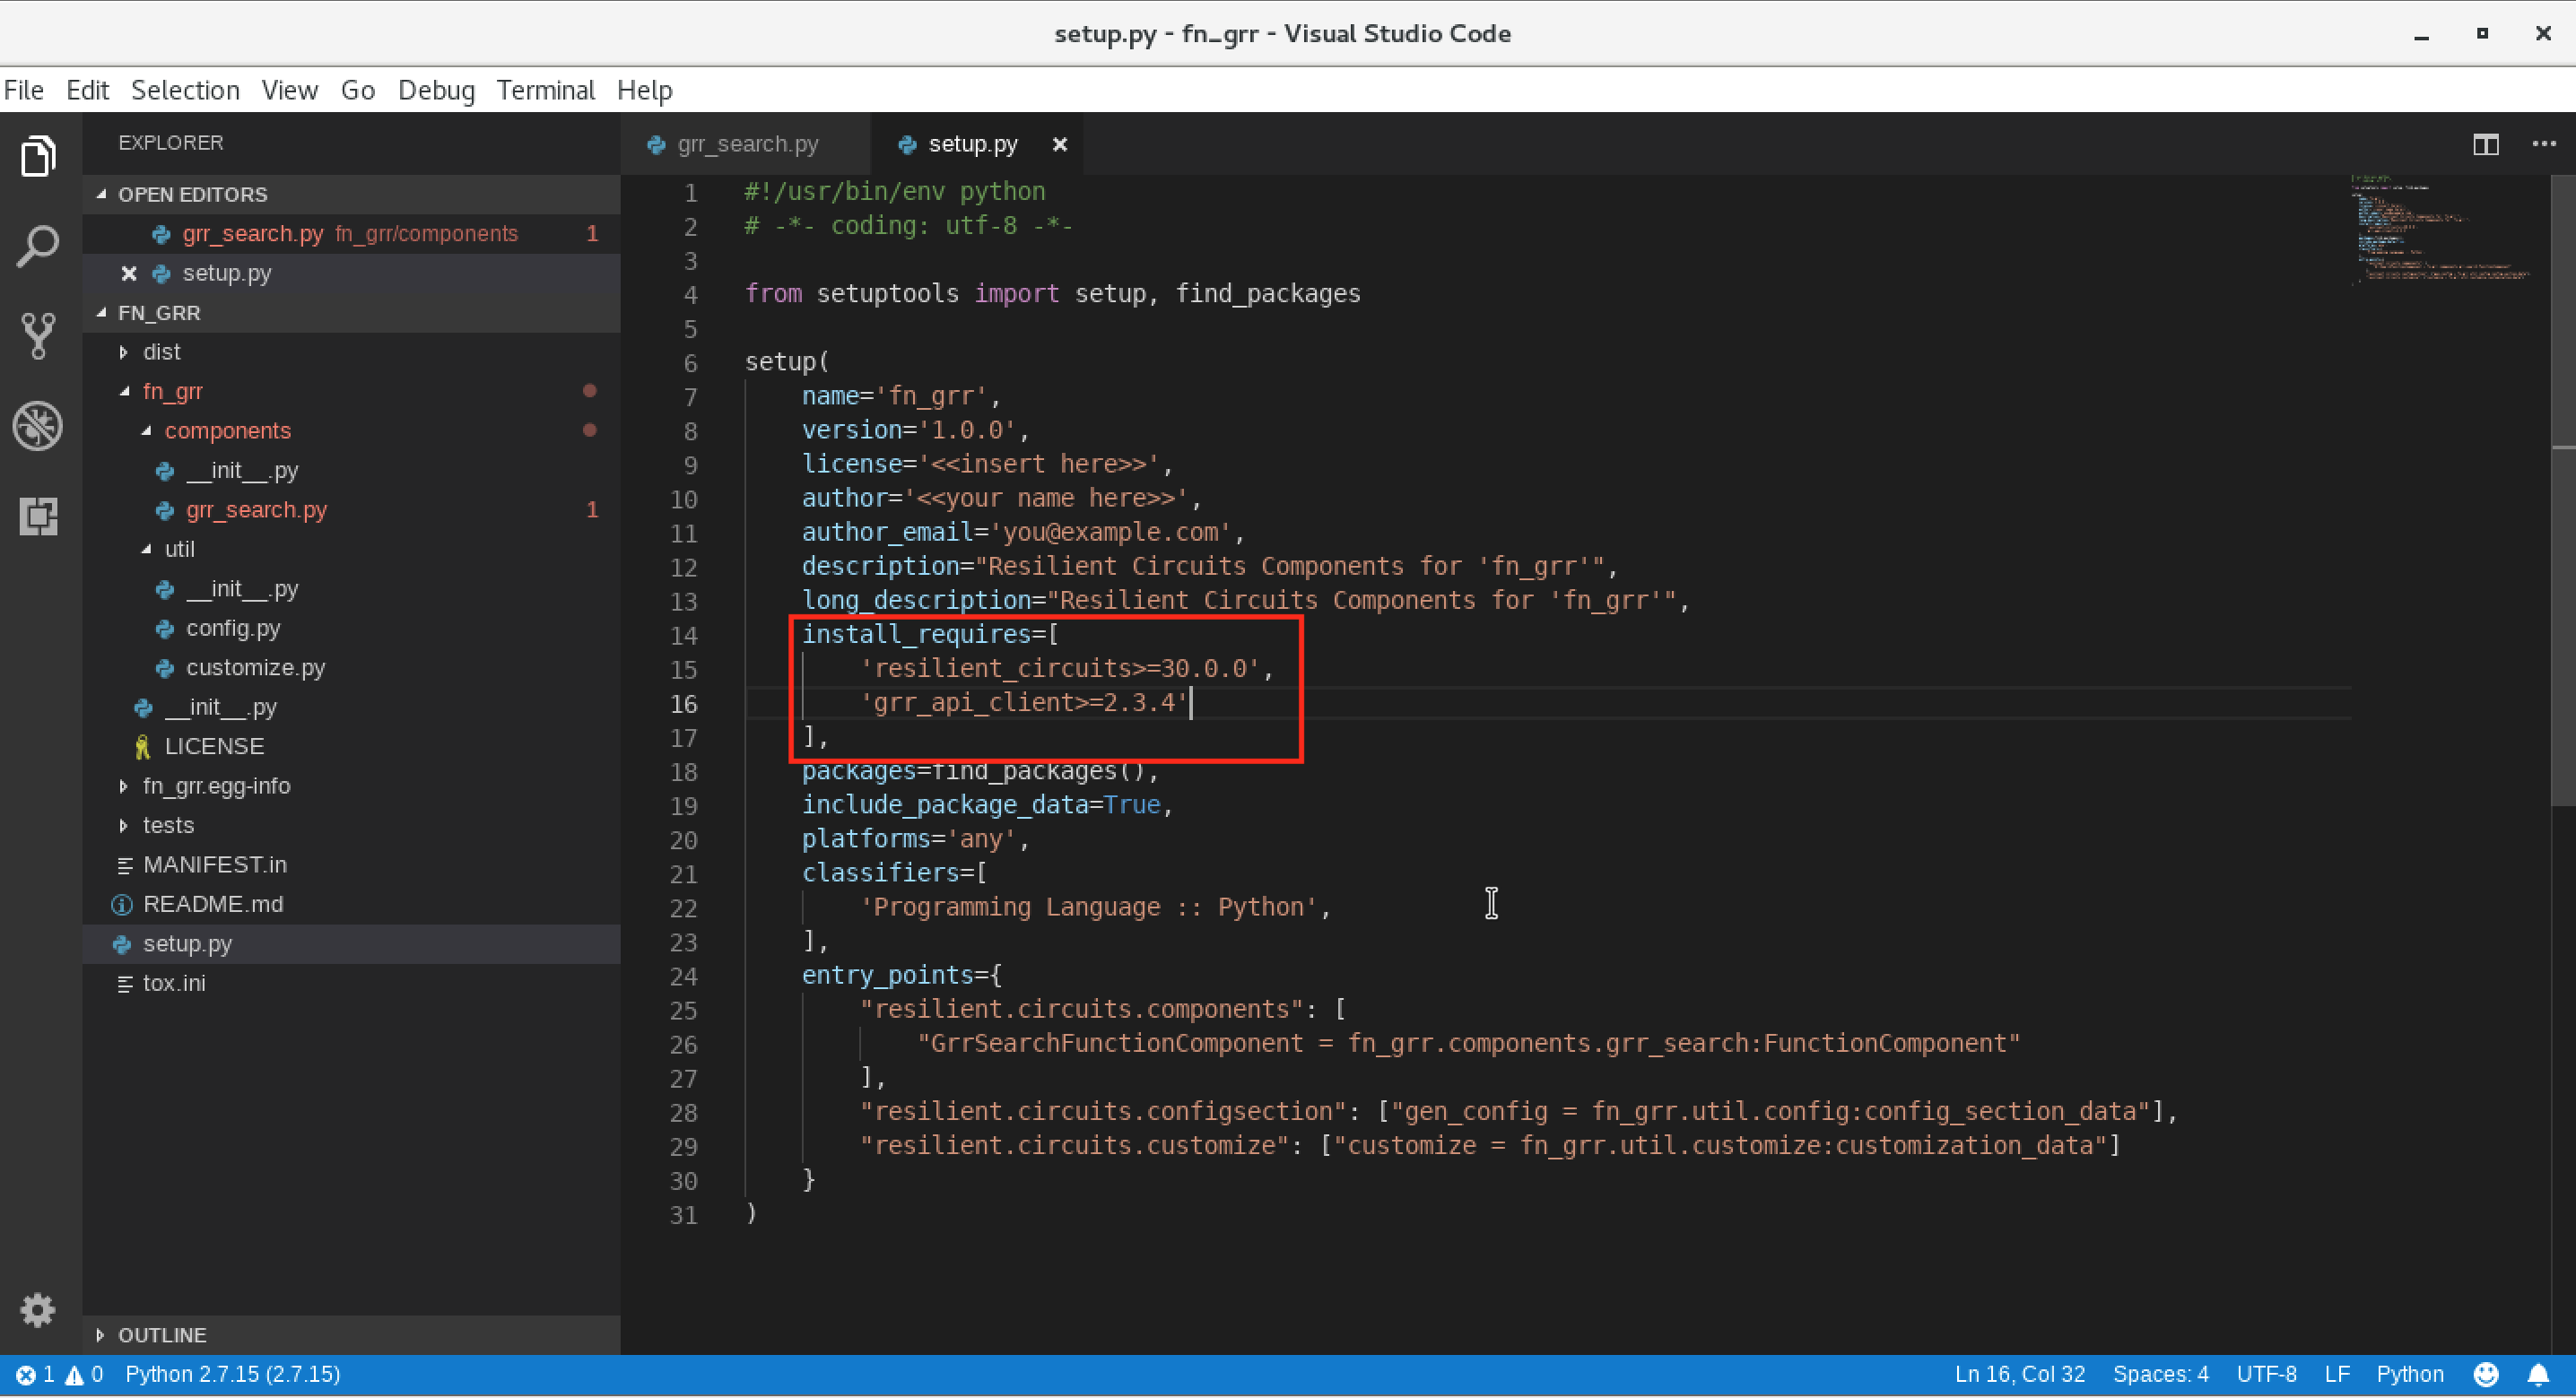 setup.py - fn_grr - Visual Studio Code
File Edit Selection View Go Debug Terminal Help
EXPLORER
OPEN EDITORS
grr_search.py fn_grr/components 1
setup.py
FN_GRR
dist
fn_grr
components
__init__.py
grr_search.py 1
util
__init__.py
config.py
customize.py
__init__.py
LICENSE
fn_grr.egg-info
tests
MANIFEST.in
README.md
setup.py
tox.ini
OUTLINE
grr_search.py setup.py
1 #!/usr/bin/env python
2 # -*- coding: utf-8 -*-
3
4 from setuptools import setup, find_packages
5
6 setup(
7     name='fn_grr',
8     version='1.0.0',
9     license='<<insert here>>',
10     author='<<your name here>>',
11     author_email='you@example.com',
12     description="Resilient Circuits Components for 'fn_grr'",
13     long_description="Resilient Circuits Components for 'fn_grr'",
14     install_requires=[
15         'resilient_circuits>=30.0.0',
16         'grr_api_client>=2.3.4'
17     ],
18     packages=find_packages(),
19     include_package_data=True,
20     platforms='any',
21     classifiers=[
22         'Programming Language :: Python',
23     ],
24     entry_points={
25         "resilient.circuits.components": [
26             "GrrSearchFunctionComponent = fn_grr.components.grr_search:FunctionComponent"
27         ],
28         "resilient.circuits.configsection": ["gen_config = fn_grr.util.config:config_section_data"],
29         "resilient.circuits.customize": ["customize = fn_grr.util.customize:customization_data"]
30     }
31 )
1 0 Python 2.7.15 (2.7.15) Ln 16, Col 32 Spaces: 4 UTF-8 LF Python